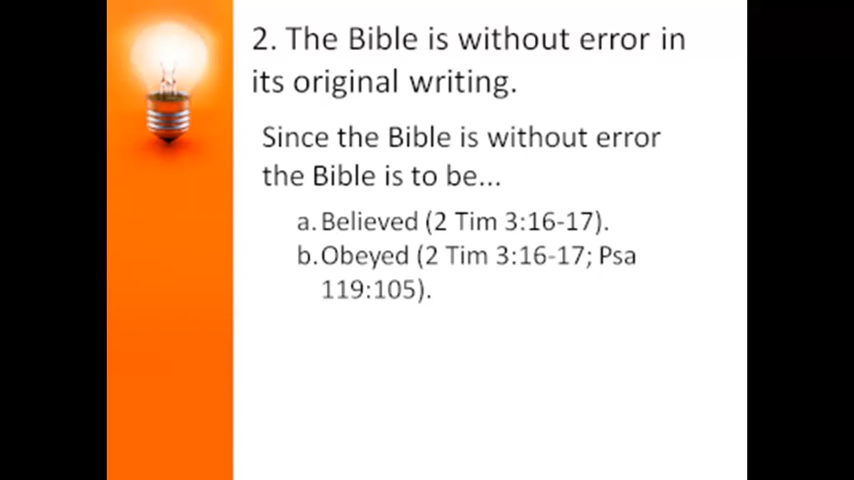 2. The Bible is without error in
its original writing.
Since the Bible is without error
the Bible is to be...
a. Believed (2 Tim 3:16-17).
b. Obeyed (2 Tim 3:16-17; Psa
119:105).